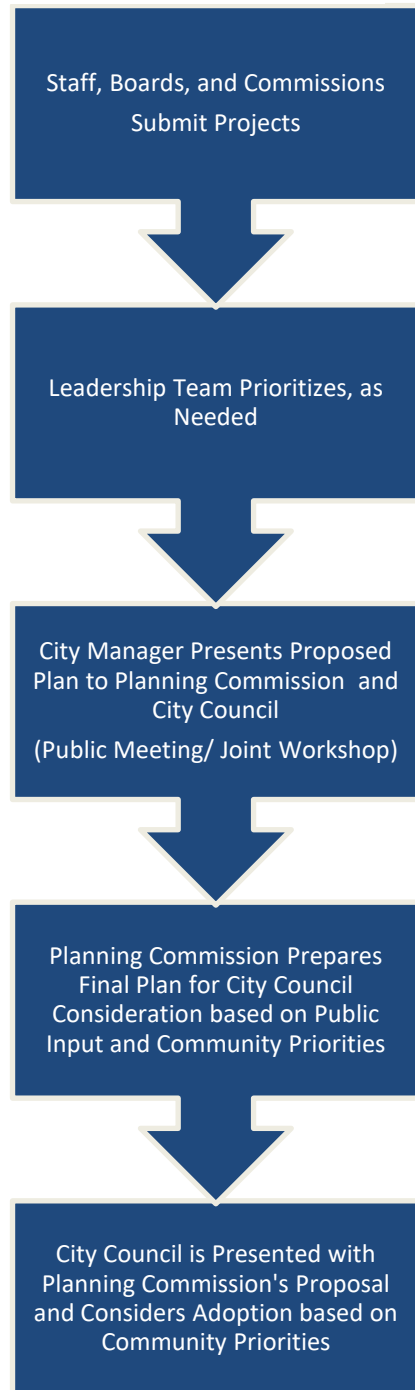 Staff, Boards, and Commissions
Submit Projects
Leadership Team Prioritizes, as
Needed
City Manager Presents Proposed
Plan to Planning Commission and
City Council
(Public Meeting/ Joint Workshop)
Planning Commission Prepares
Final Plan for City Council
Consideration based on Public
Input and Community Priorities
City Council is Presented with
Planning Commission's Proposal
and Considers Adoption based on
Community Priorities